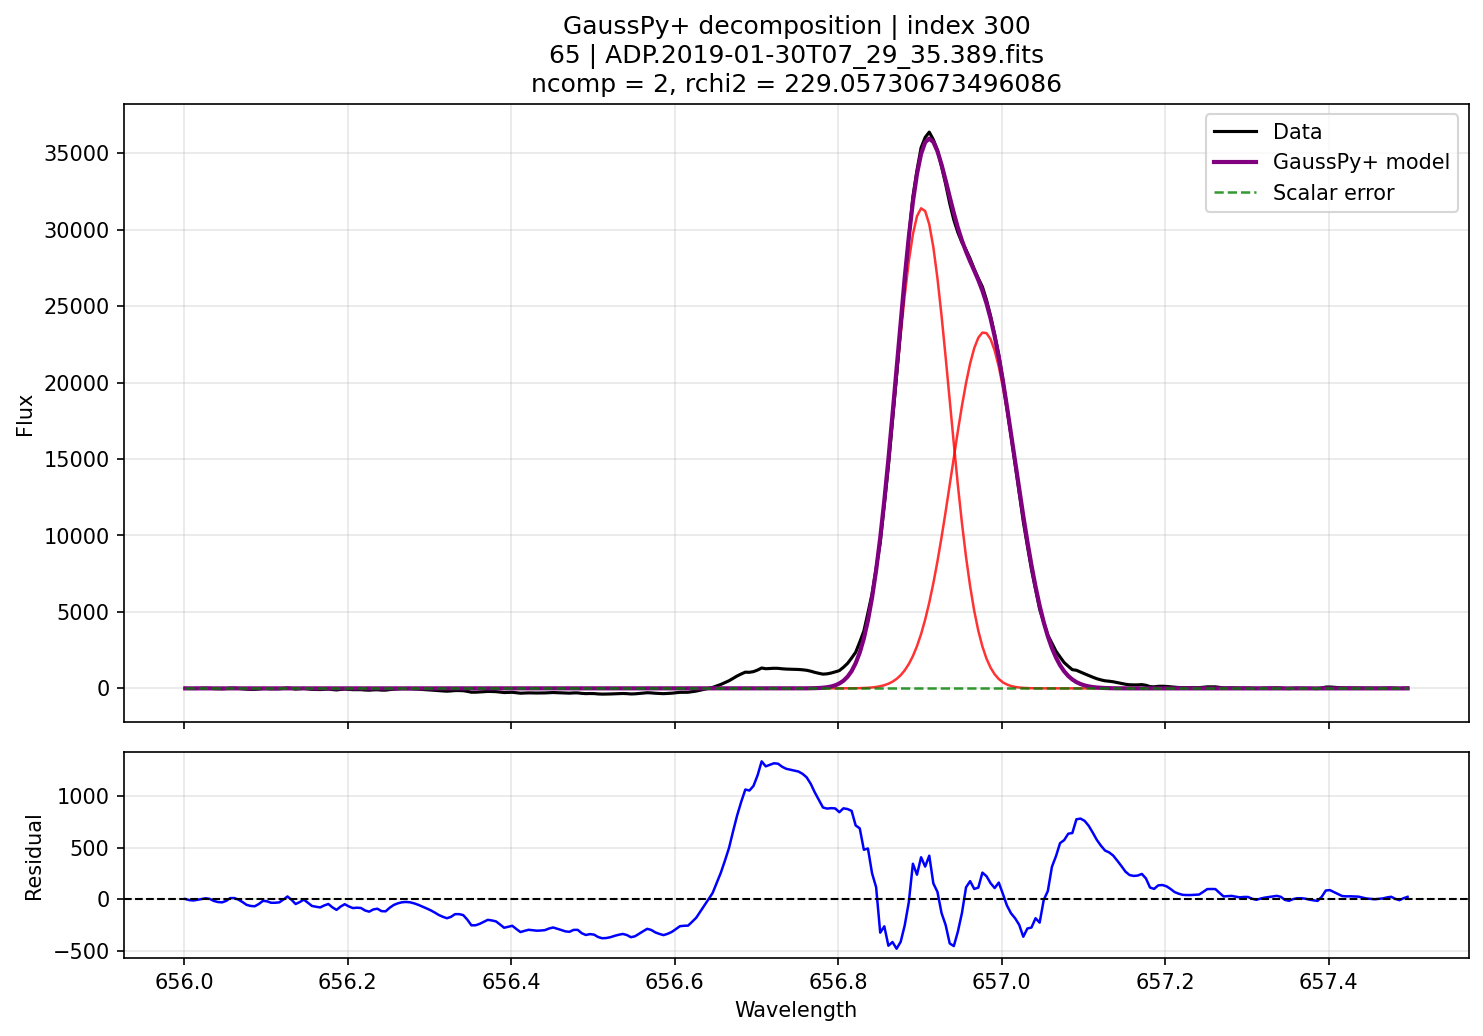 GaussPy+ decomposition | index 300
65 | ADP.2019-01-30T07_29_35.389.fits
ncomp = 2, rchi2 = 229.05730673496086
Data
GaussPy+ model
Scalar error
Flux
35000
30000
25000
20000
15000
10000
5000
0
Residual
1000
500
0
−500
656.0 656.2 656.4 656.6 656.8 657.0 657.2 657.4
Wavelength